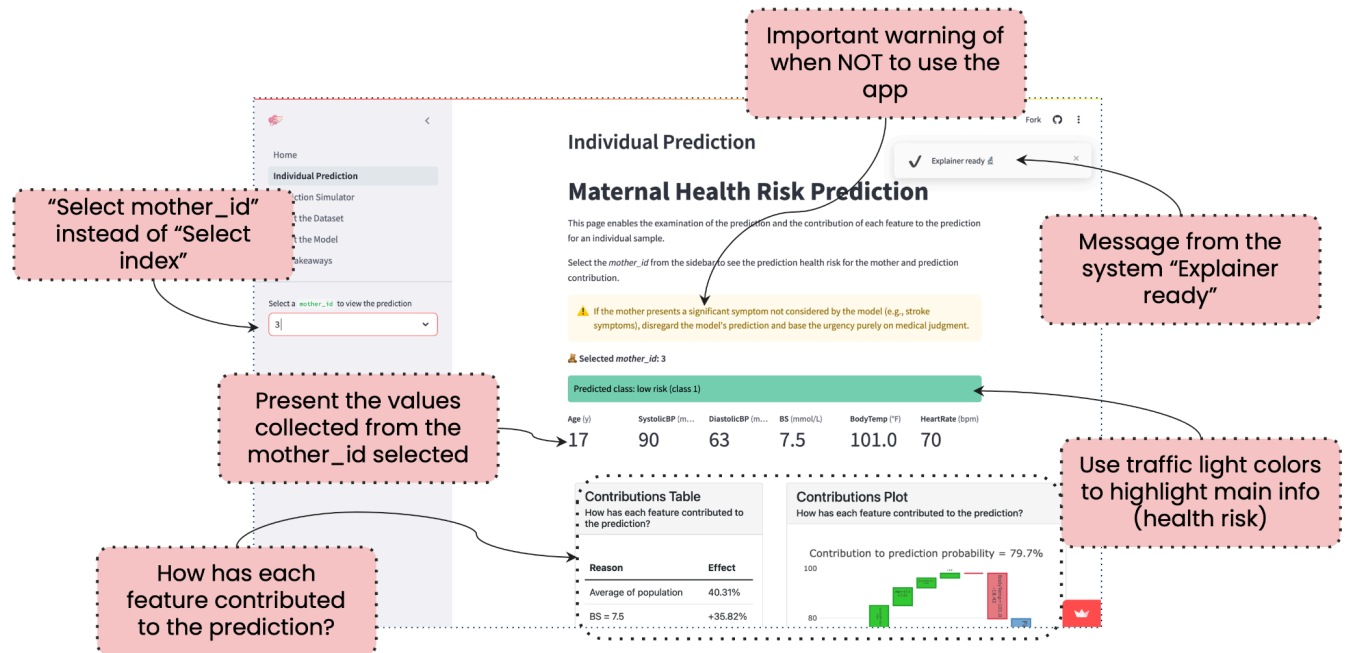 Important warning of
when NOT to use the
app
Fork
Individual Prediction
Explainer ready
Home
Individual Prediction
Maternal Health Risk Prediction
ction Simulator
t the Dataset
t the Model
akeaways
"Select mother_id"
instead of "Select
index"
This page enables the examination of the prediction and the contribution of each feature to the prediction
for an individual sample.
Select the mother_id from the sidebar to see the prediction health risk for the mother and prediction
contribution.
Message from the
system "Explainer
ready"
Select a mother_id to view the prediction
3
⚠️ If the mother presents a significant symptom not considered by the model (e.g., stroke
symptoms), disregard the model's prediction and base the urgency purely on medical judgment.
Selected mother_id: 3
Predicted class: low risk (class 1)
Present the values
collected from the
mother_id selected
Age (y) SystolicBP (m... DiastolicBP (m... BS (mmol/L) BodyTemp (°F) HeartRate (bpm)
17 90 63 7.5 101.0 70
Use traffic light colors
to highlight main info
(health risk)
Contributions Table
How has each feature contributed to
the prediction?
Reason Effect
Average of population 40.31%
BS = 7.5 +35.82%
Contributions Plot
How has each feature contributed to the prediction?
Contribution to prediction probability = 79.7%
100
80
How has each
feature contributed
to the prediction?